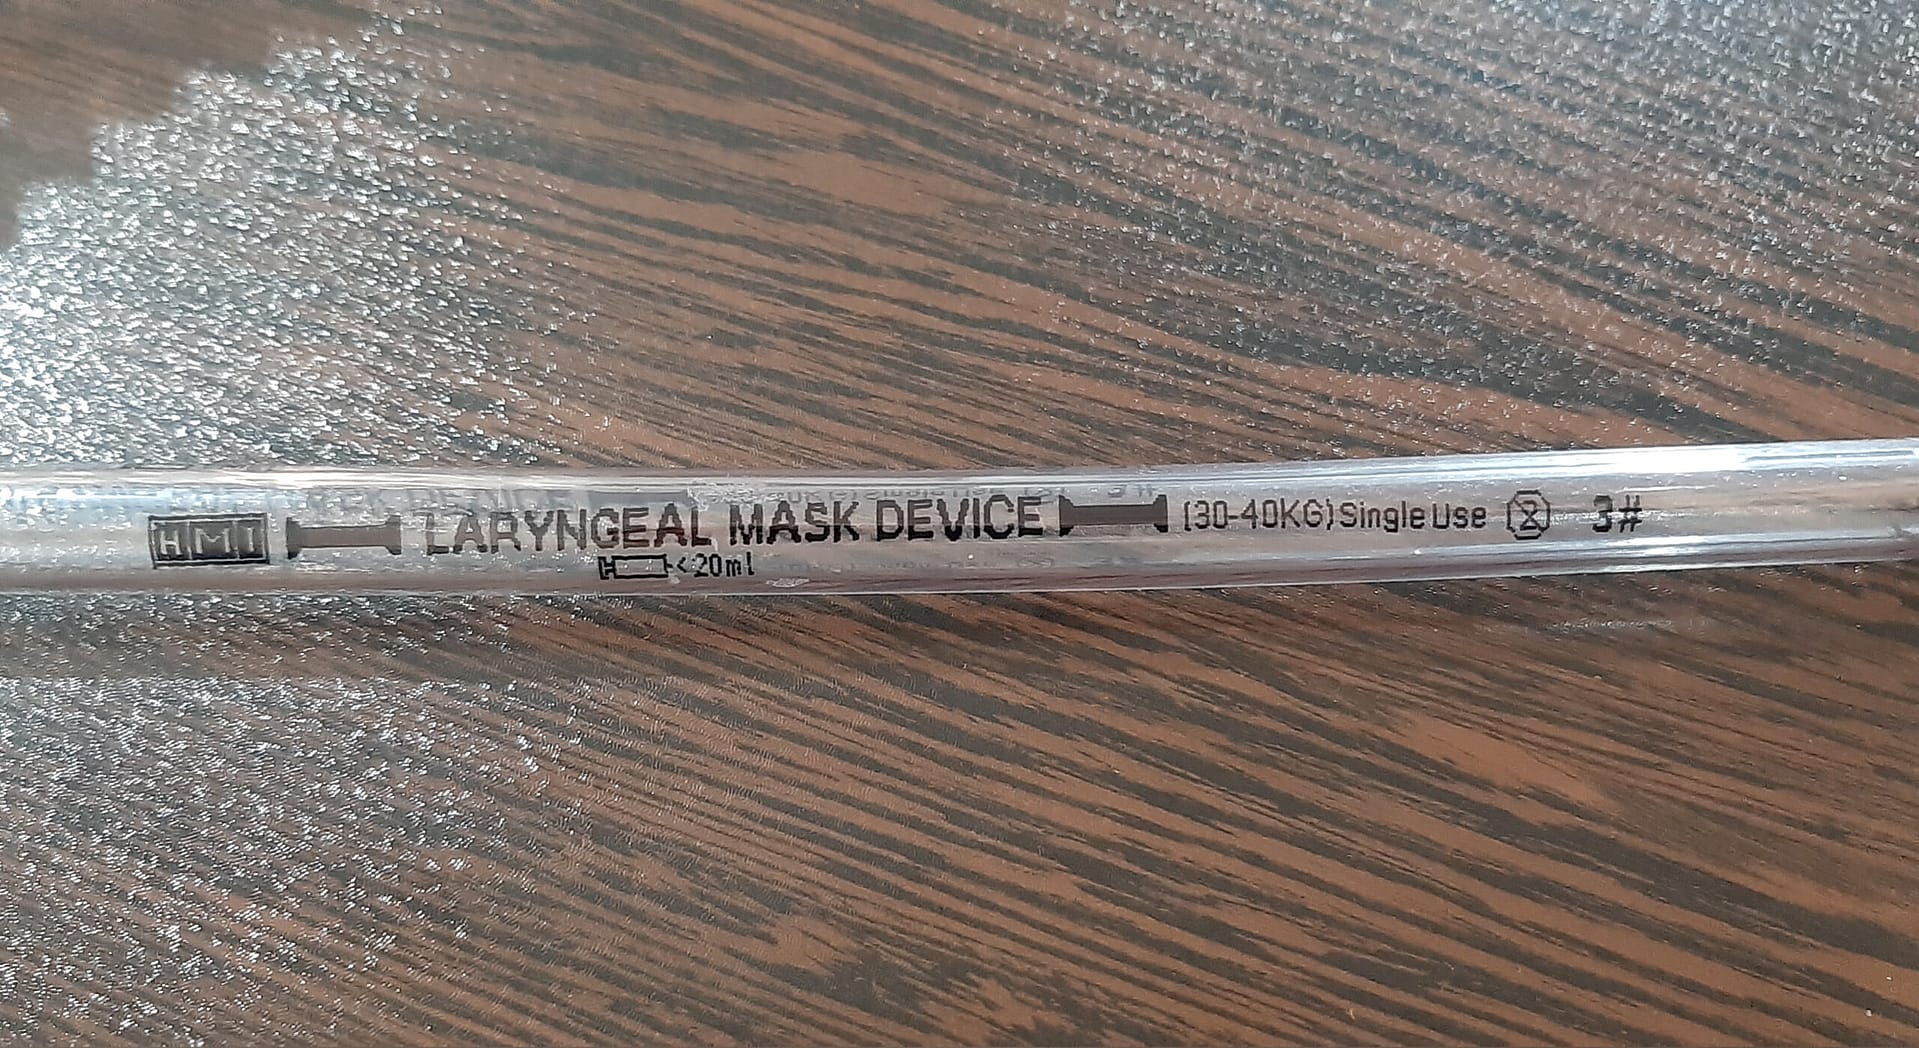 HMI LARYNGEAL MASK DEVICE (30-40KG) Single Use 3#
<20ml